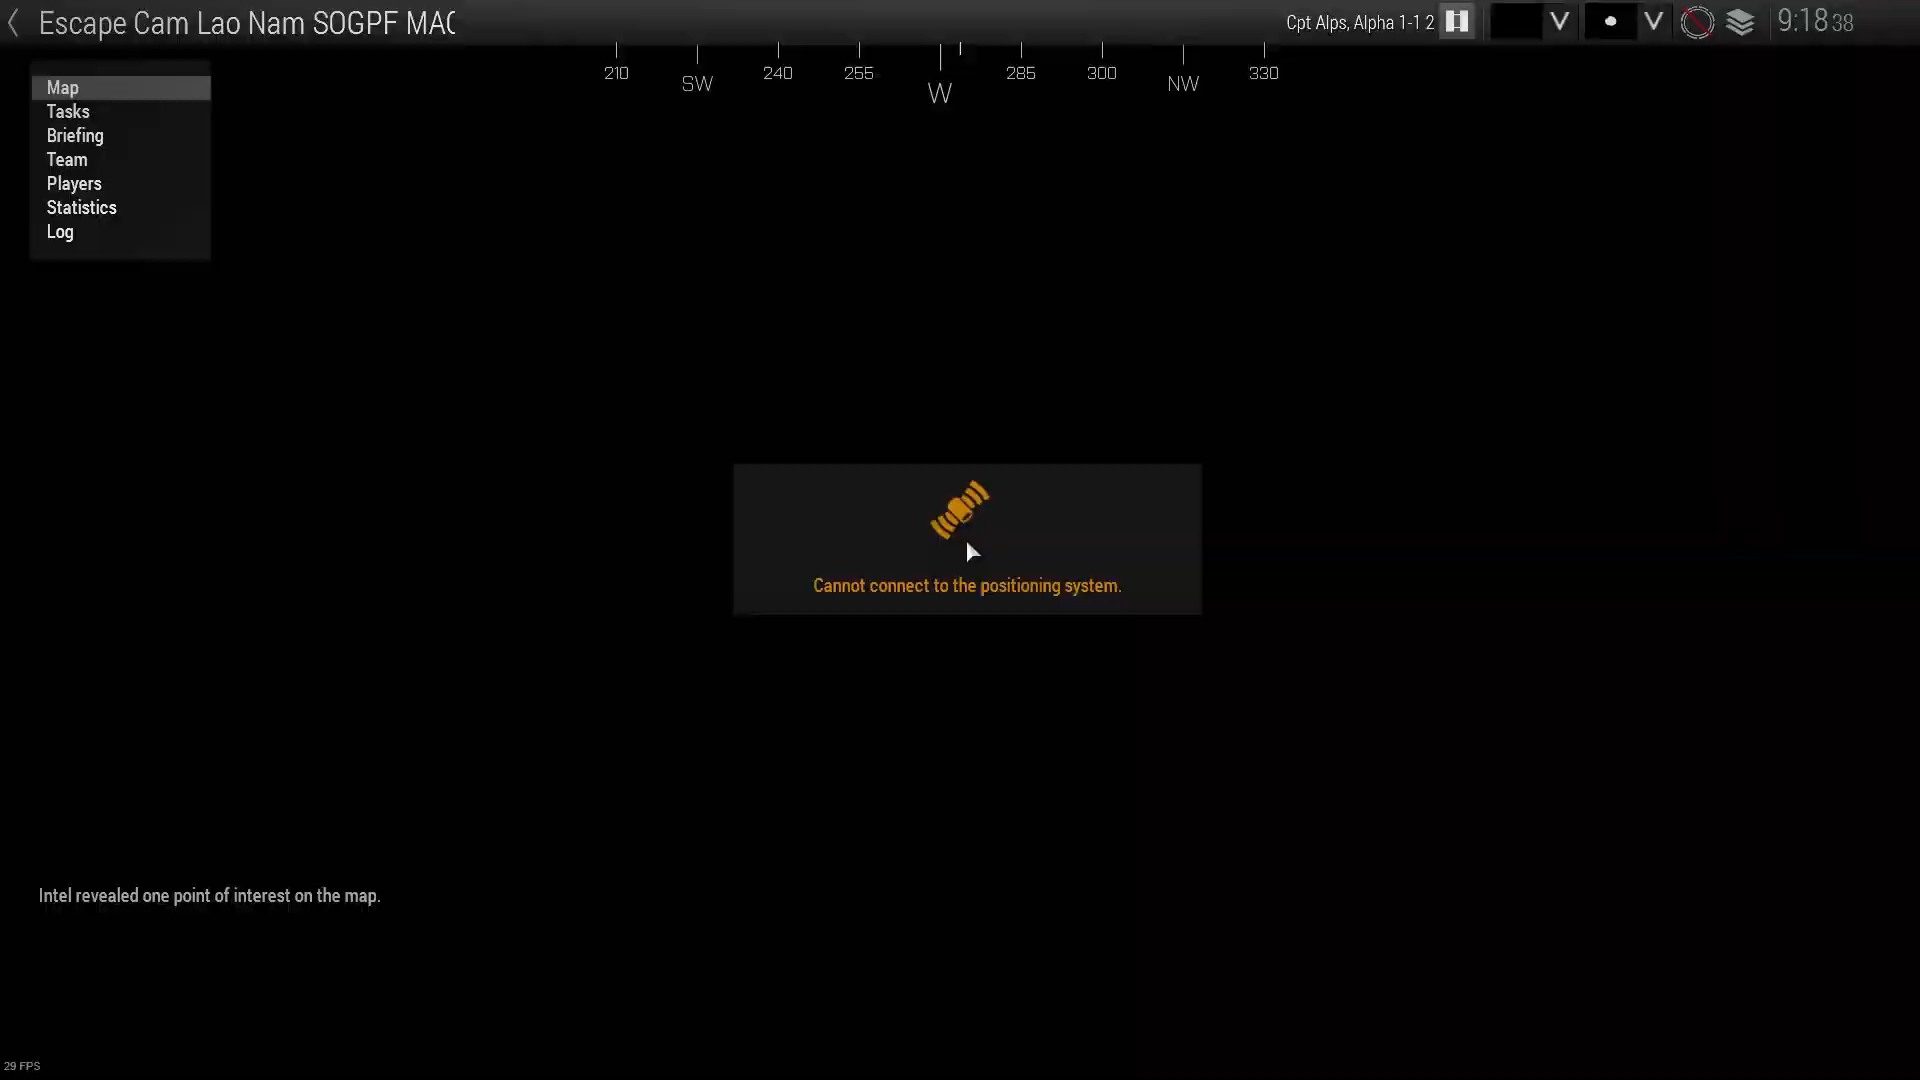 Escape Cam Lao Nam SOGPF MAC
Cpt Alps, Alpha 1-1 2
9:18 38
210
SW
240
255
W
285
300
NW
330
Map
Tasks
Briefing
Team
Players
Statistics
Log
Cannot connect to the positioning system.
Intel revealed one point of interest on the map.
29 FPS